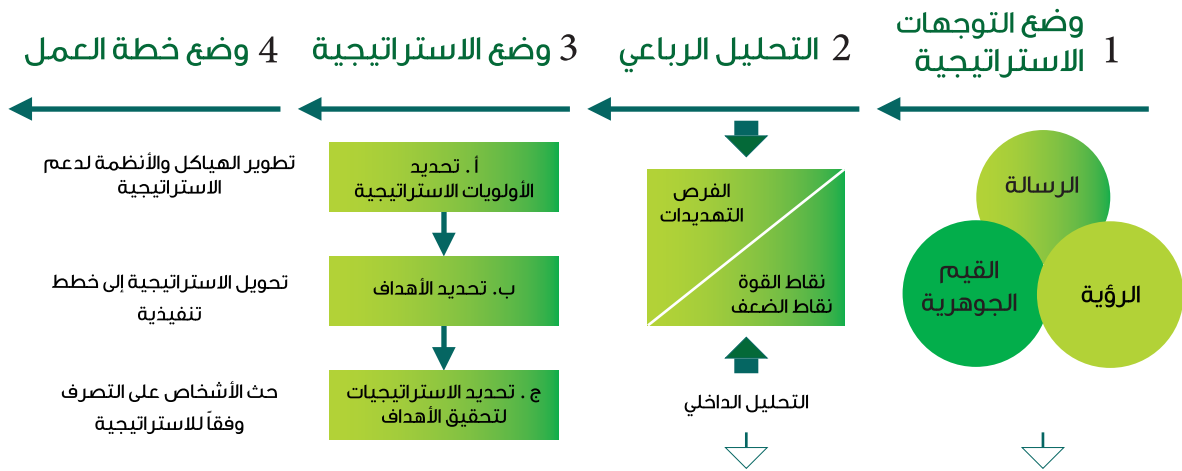 1 وضع التوجهات
الاستراتيجية
الرسالة
الرؤية
القيم
الجوهرية
2 التحليل الرباعي
الفرص
التهديدات
نقاط القوة
نقاط الضعف
التحليل الداخلي
3 وضع الاستراتيجية
أ. تحديد
الأولويات الاستراتيجية
ب. تحديد الأهداف
ج. تحديد الاستراتيجيات
لتحقيق الأهداف
4 وضع خطة العمل
تطوير الهياكل والأنظمة لدعم
الاستراتيجية
تحويل الاستراتيجية إلى خطط
تنفيذية
حث الأشخاص على التصرف
وفقاً للاستراتيجية